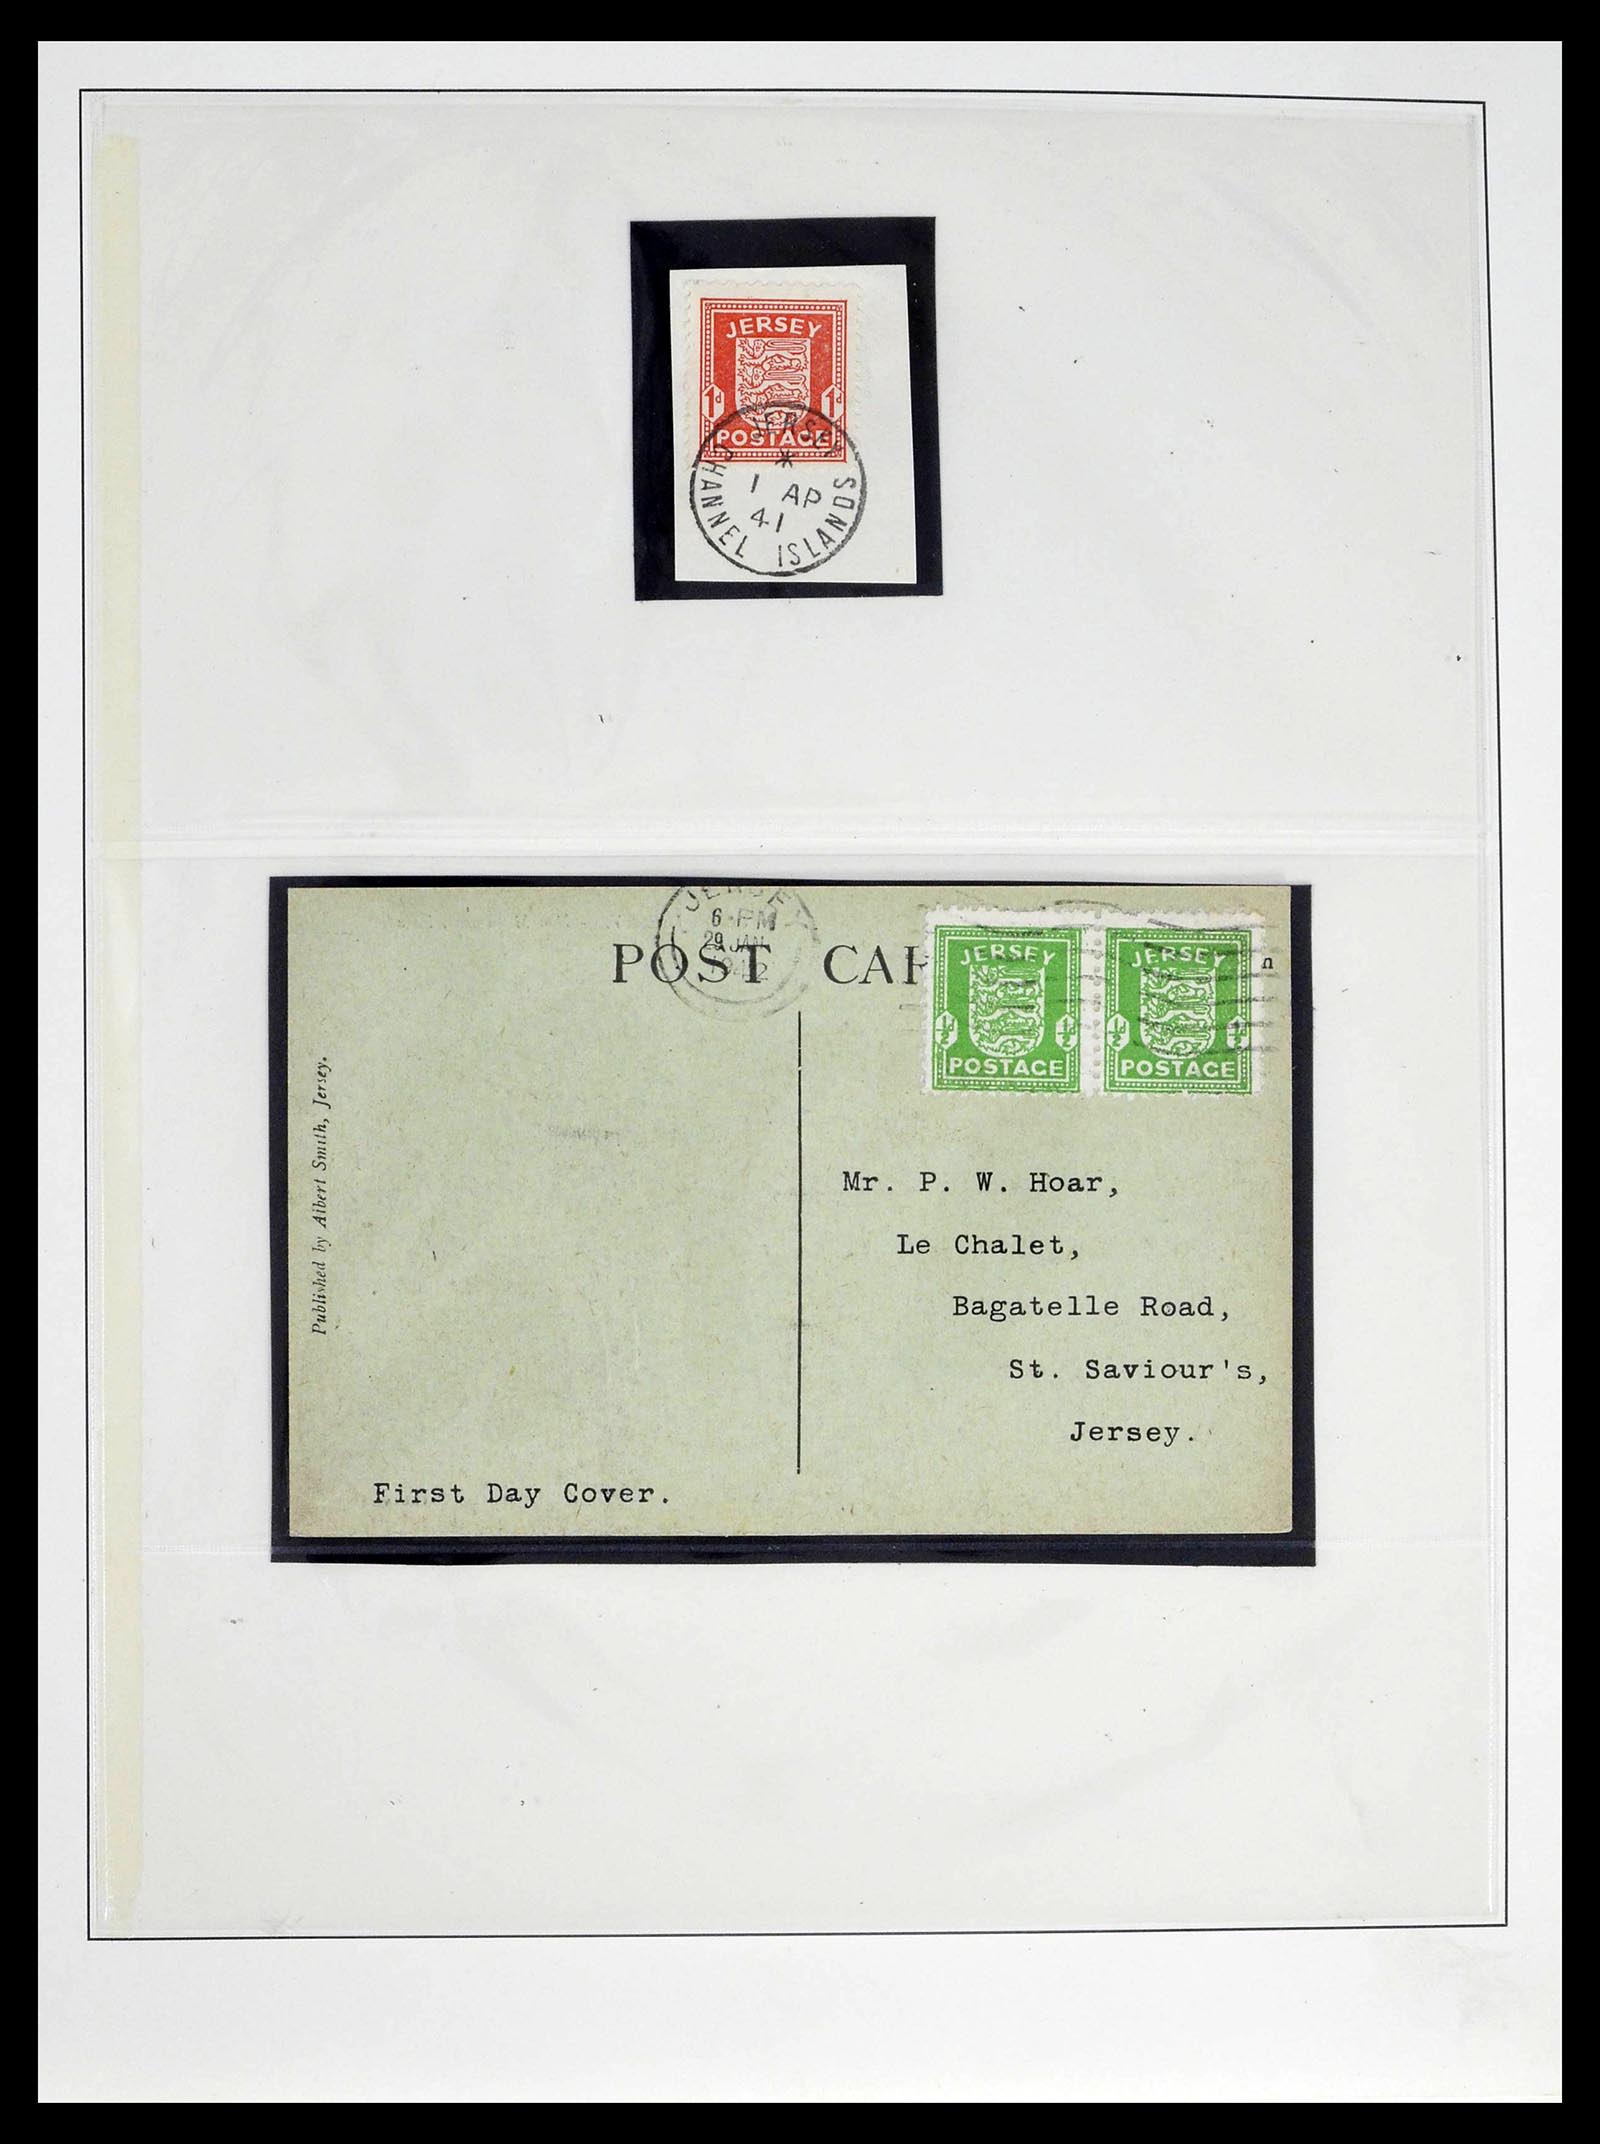 JERSEY
1d 1d
POSTAGE
JERSEY
CHANNEL ISLANDS
*
1 AP
41
JERSEY
6·PM
29 JAN
1942
POST CAR
JERSEY
½ ½
POSTAGE
JERSEY
½ ½
POSTAGE
Published by Albert Smith, Jersey.
Mr. P. W. Hoar,
Le Chalet,
Bagatelle Road,
St. Saviour's,
Jersey.
First Day Cover.